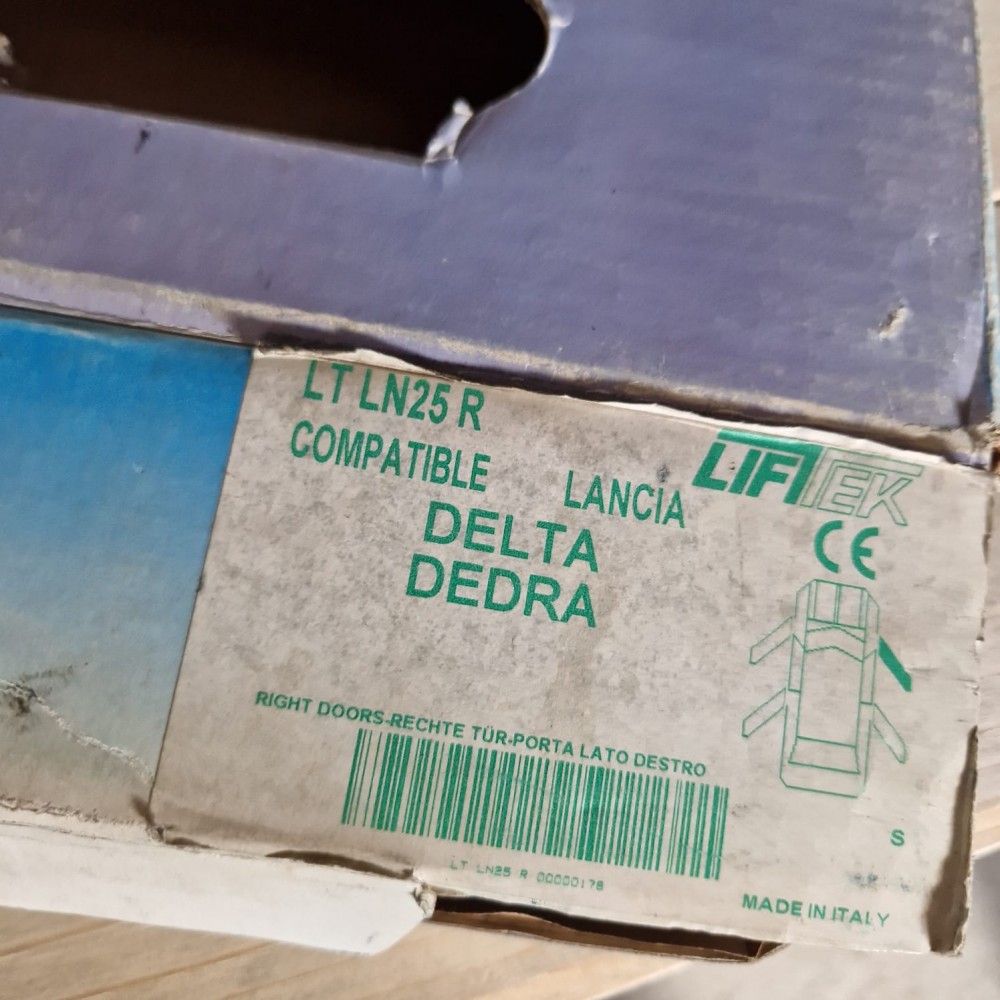 LT LN25 R
COMPATIBLE LANCIA
LIFTEK
DELTA
DEDRA
CE
RIGHT DOORS-RECHTE TÜR-PORTA LATO DESTRO
LT LN25 R 00000178
S
MADE IN ITALY